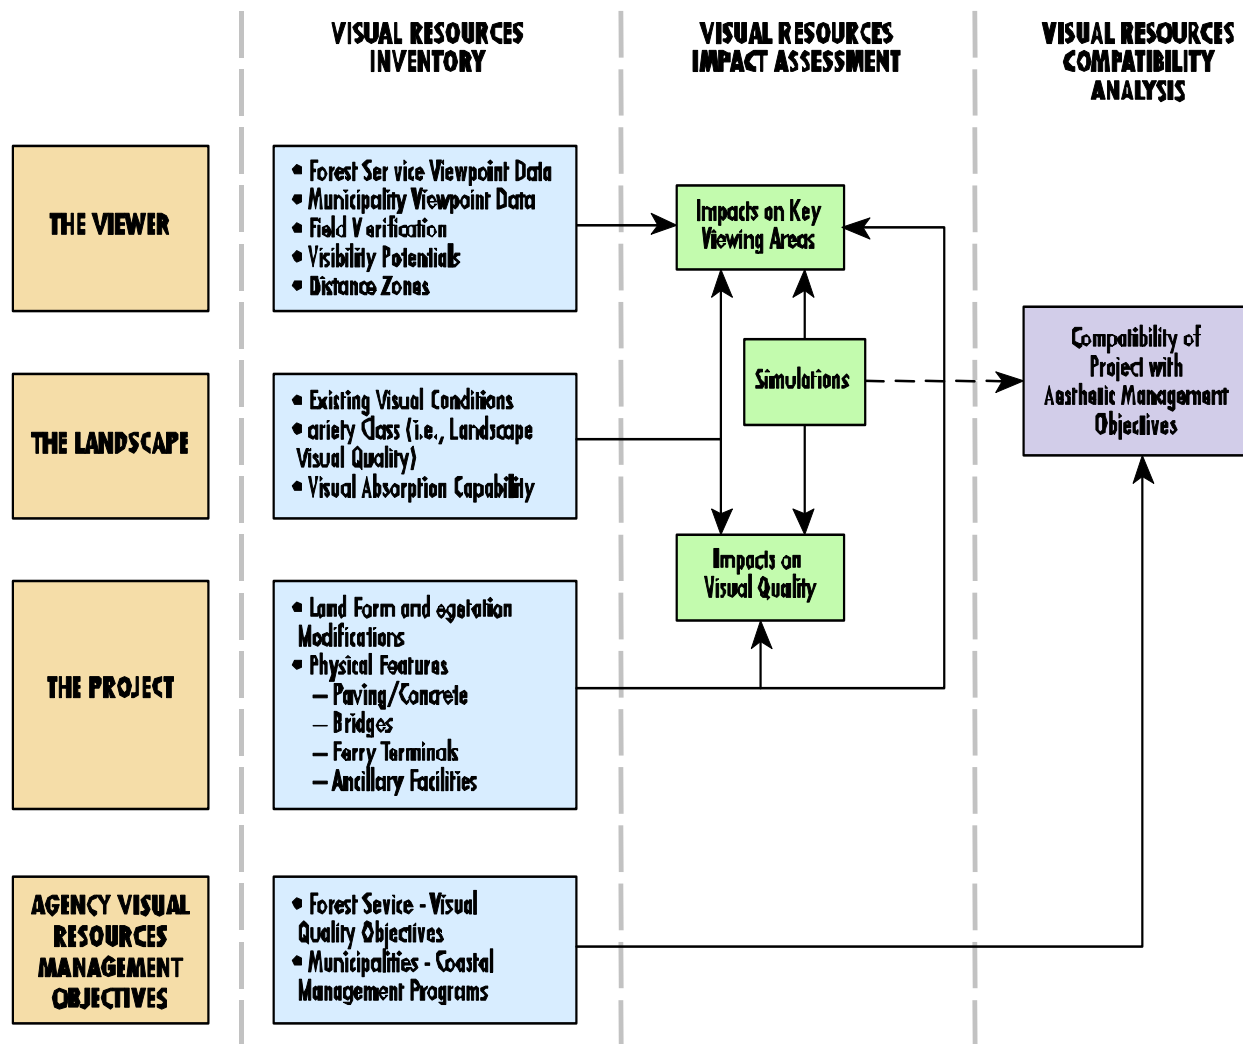 VISUAL RESOURCES
INVENTORY
VISUAL RESOURCES
IMPACT ASSESSMENT
VISUAL RESOURCES
COMPATIBILITY
ANALYSIS
THE VIEWER
• Forest Ser vice Viewpoint Data
• Municipality Viewpoint Data
• Field Verification
• Visibility Potentials
• Distance Zones
Impacts on Key
Viewing Areas
Simulations
Compatibility of
Project with
Aesthetic Management
Objectives
THE LANDSCAPE
• Existing Visual Conditions
• ariety Class (i.e., Landscape
Visual Quality)
• Visual Absorption Capability
Impacts on
Visual Quality
THE PROJECT
• Land Form and egetation
Modifications
• Physical Features
– Paving/Concrete
– Bridges
– Ferry Terminals
– Ancillary Facilities
AGENCY VISUAL
RESOURCES
MANAGEMENT
OBJECTIVES
• Forest Sevice - Visual
Quality Objectives
• Municipalities - Coastal
Management Programs